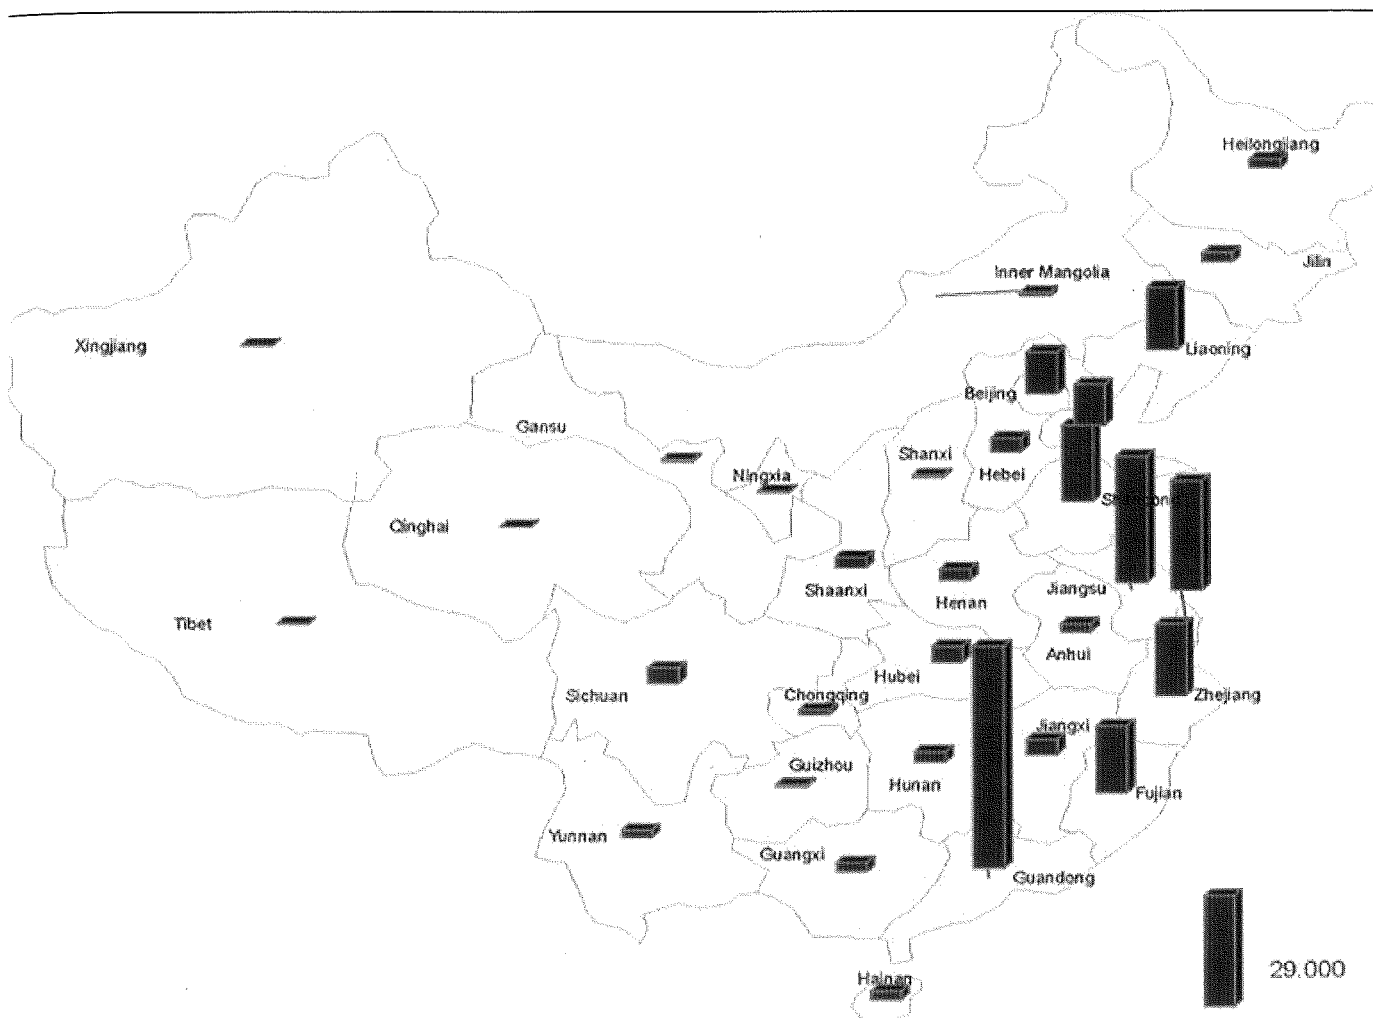 Heilongjiang
Jilin
Inner Mangolia
Liaoning
Xingjiang
Beijing
Gansu
Shanxi
Hebei
Ningxia
Qinghai
Shaanxi
Henan
Jiangsu
Tibet
Anhui
Hubei
Sichuan
Chongqing
Zhejiang
Jiangxi
Guizhou
Hunan
Fujian
Yunnan
Guangxi
Guandong
29.000
Hainan